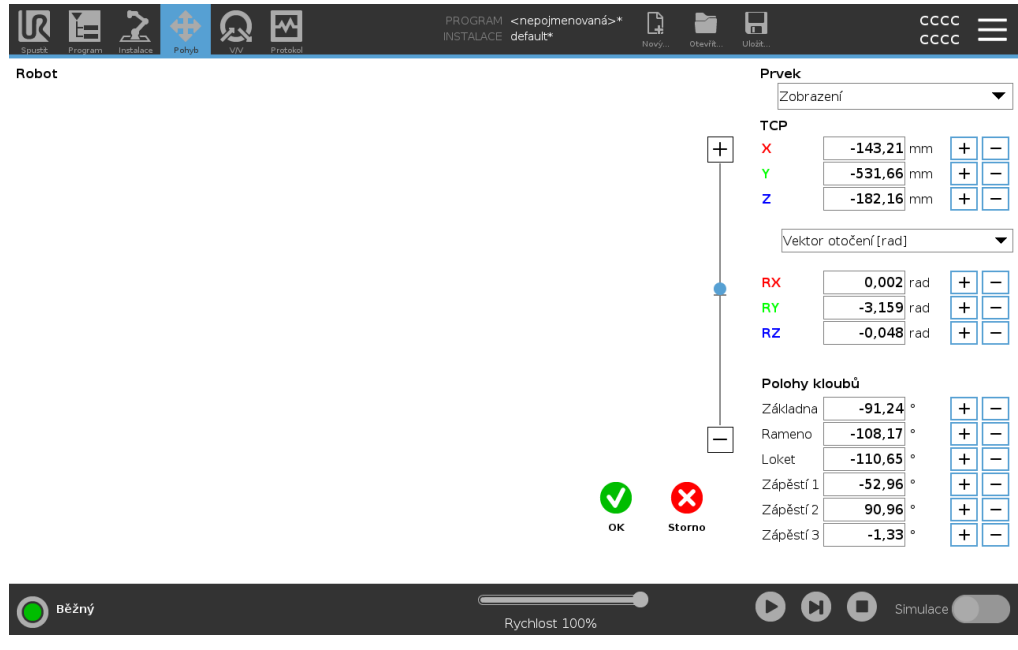 UR
PROGRAM <nepojmenovaná>*
INSTALACE default*
CCCC
CCCC
Spustit Program Instalace Pohyb V/V Protokol
Nový... Otevřít... Uložit...
Robot
Prvek
Zobrazení
TCP
+
X -143,21 mm + −
Y -531,66 mm + −
Z -182,16 mm + −
Vektor otočení [rad]
RX 0,002 rad + −
RY -3,159 rad + −
RZ -0,048 rad + −
Polohy kloubů
Základna -91,24 ° + −
Rameno -108,17 ° + −
−
Loket -110,65 ° + −
Zápěstí 1 -52,96 ° + −
Zápěstí 2 90,96 ° + −
Zápěstí 3 -1,33 ° + −
OK Storno
Běžný
Rychlost 100%
Simulace